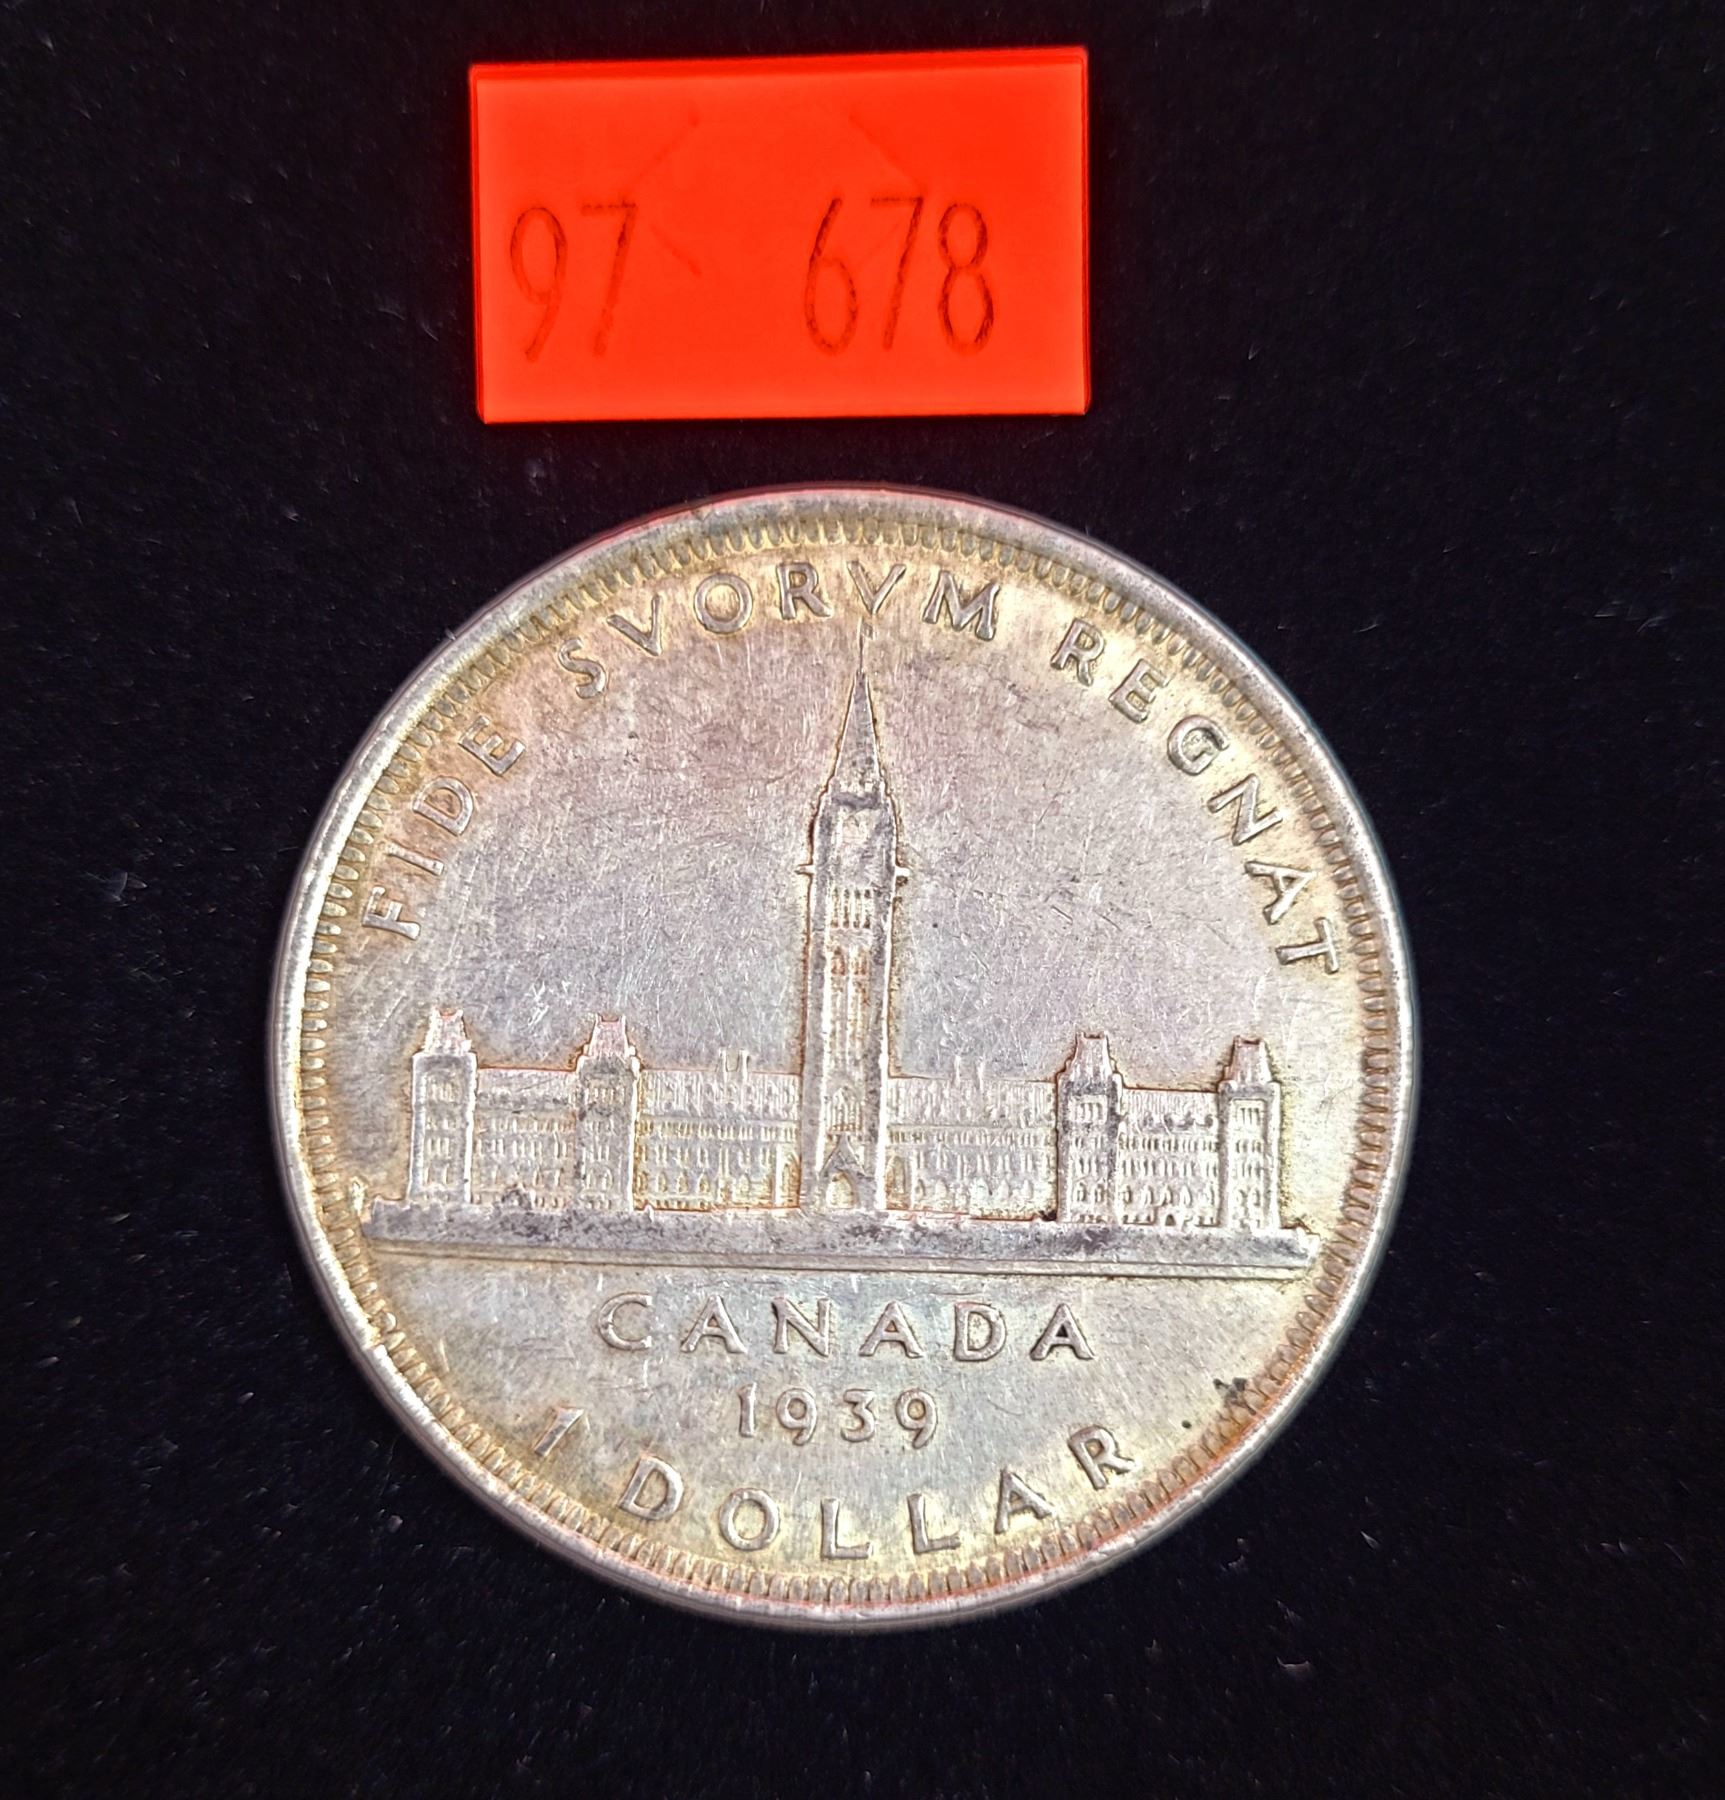 97 678
FIDE SVORVM REGNAT
CANADA
1939
1 DOLLAR